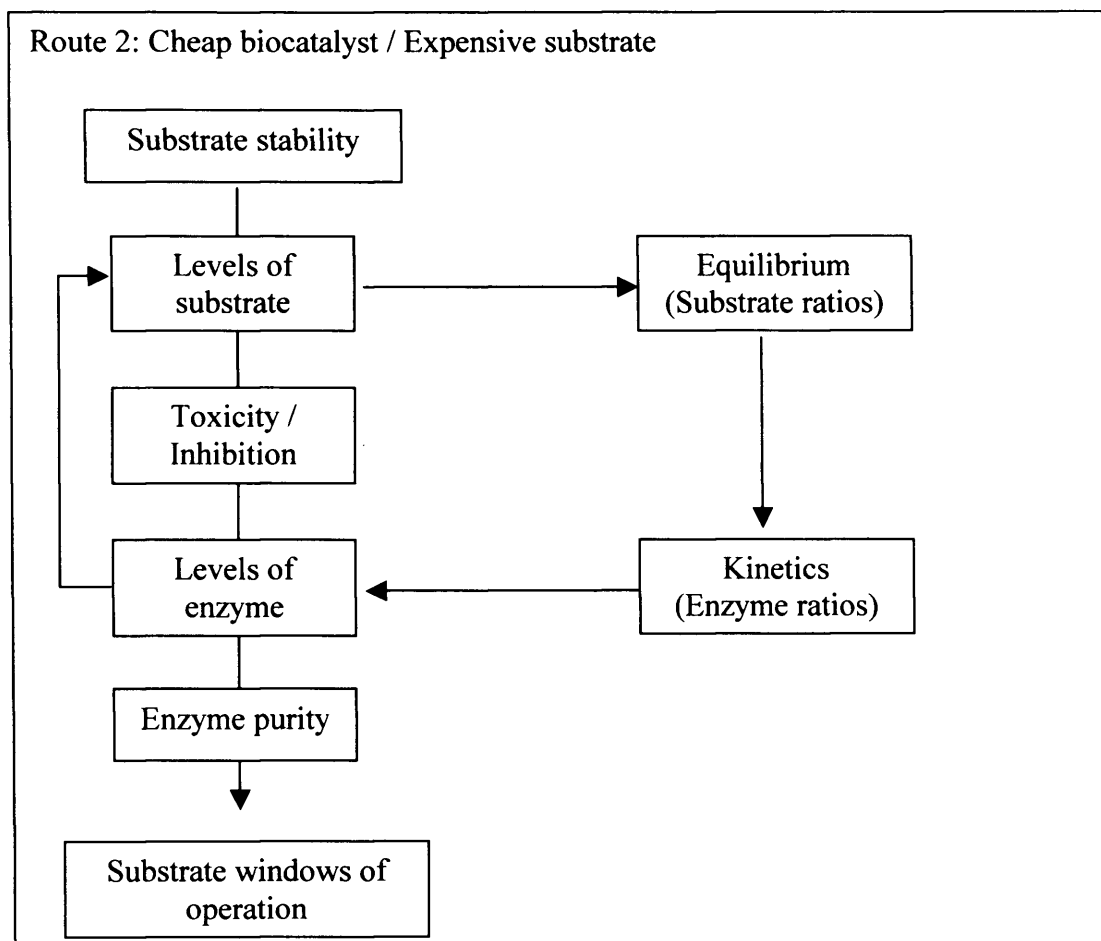 Route 2: Cheap biocatalyst / Expensive substrate
Substrate stability
Levels of
substrate
Equilibrium
(Substrate ratios)
Toxicity /
Inhibition
Levels of
enzyme
Kinetics
(Enzyme ratios)
Enzyme purity
Substrate windows of
operation